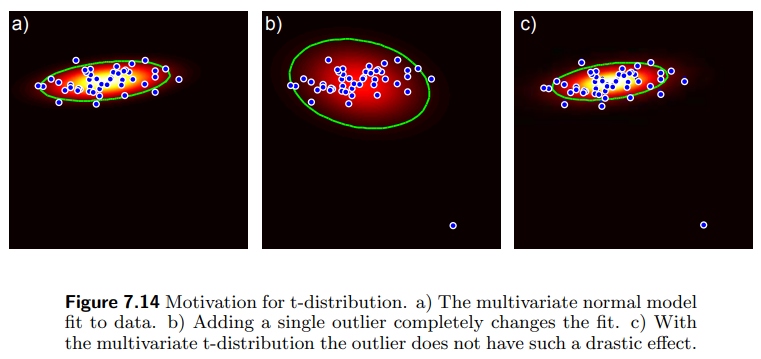 a)
b)
c)
Figure 7.14 Motivation for t-distribution. a) The multivariate normal model
fit to data. b) Adding a single outlier completely changes the fit. c) With
the multivariate t-distribution the outlier does not have such a drastic effect.